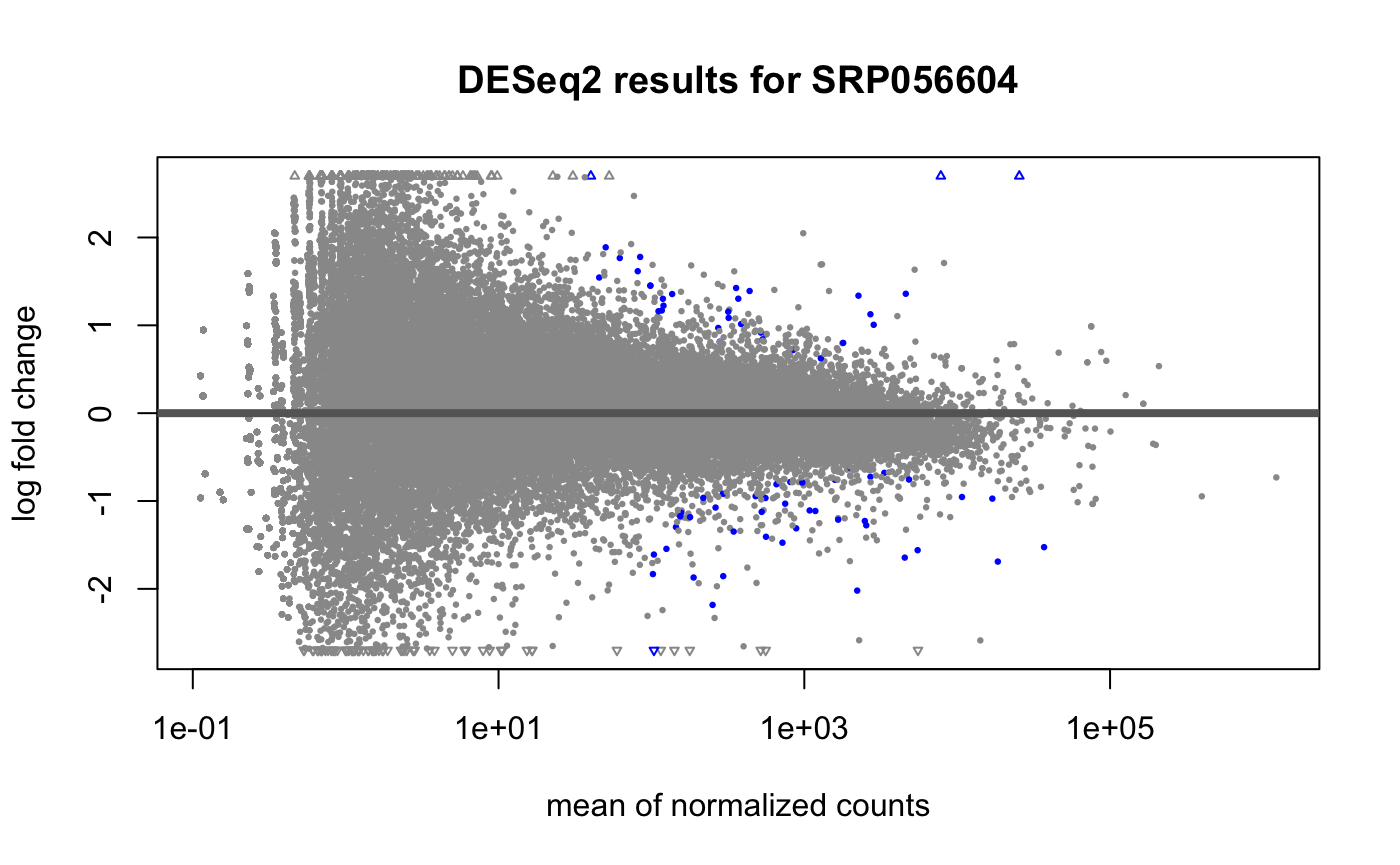 DESeq2 results for SRP056604
log fold change
2
1
0
-1
-2
1e-01 1e+01 1e+03 1e+05
mean of normalized counts